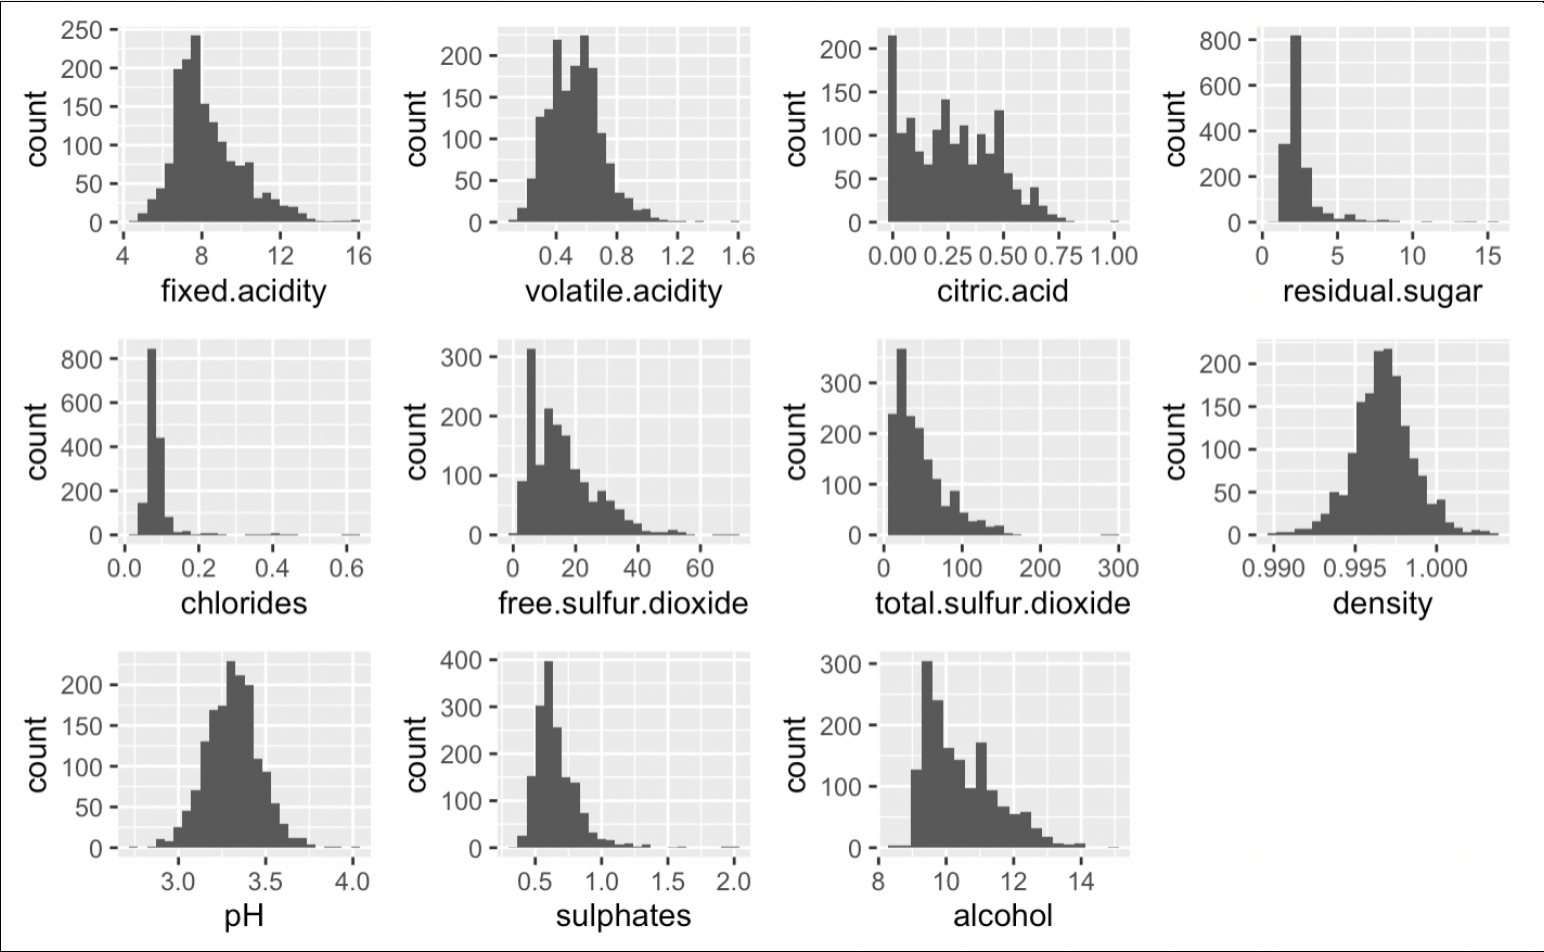 250
200
150
100
50
0
count
4 8 12 16
fixed.acidity
200
150
100
50
0
count
0.4 0.8 1.2 1.6
volatile.acidity
200
150
100
50
0
count
0.00 0.25 0.50 0.75 1.00
citric.acid
800
600
400
200
0
count
0 5 10 15
residual.sugar
800
600
400
200
0
count
0.0 0.2 0.4 0.6
chlorides
300
200
100
0
count
0 20 40 60
free.sulfur.dioxide
300
200
100
0
count
0 100 200 300
total.sulfur.dioxide
200
150
100
50
0
count
0.990 0.995 1.000
density
200
150
100
50
0
count
3.0 3.5 4.0
pH
400
300
200
100
0
count
0.5 1.0 1.5 2.0
sulphates
300
200
100
0
count
8 10 12 14
alcohol